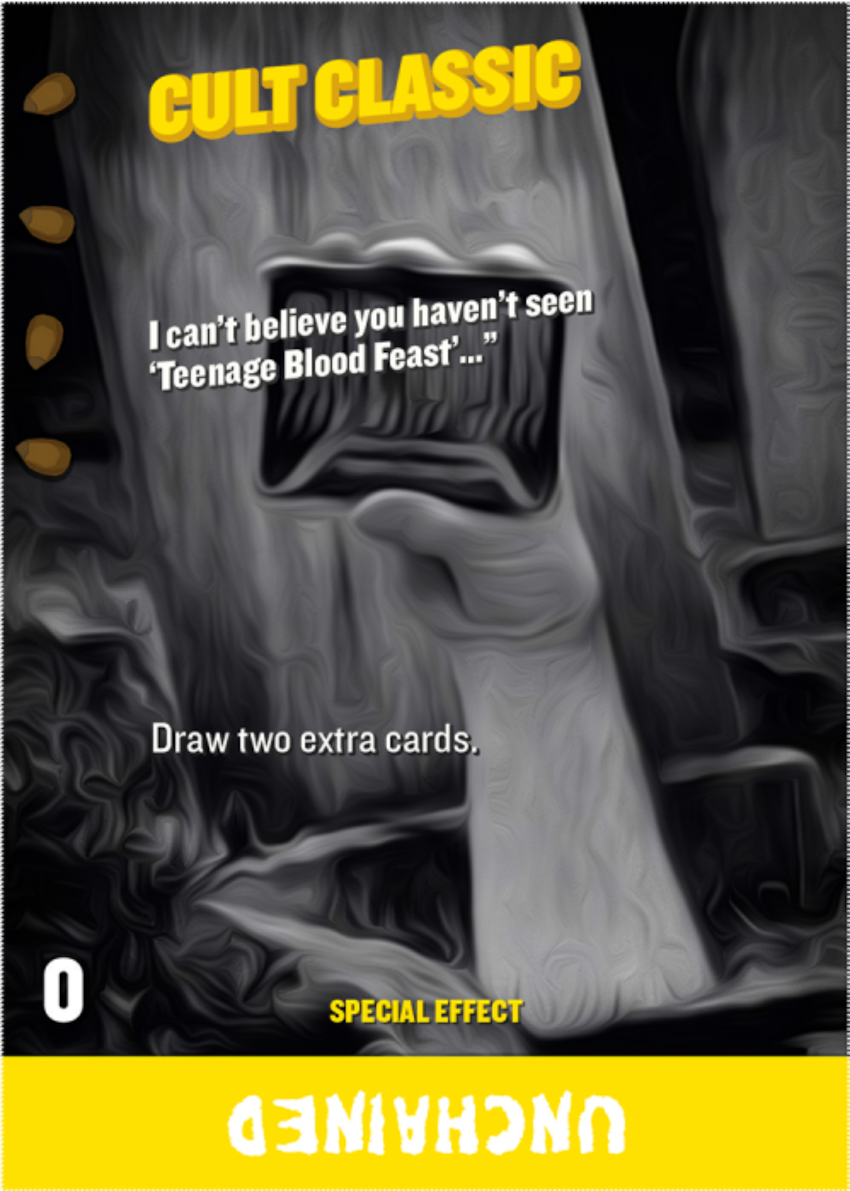 CULT CLASSIC
I can't believe you haven't seen
‘Teenage Blood Feast’...”
Draw two extra cards.
0
SPECIAL EFFECT
UNCHAINED